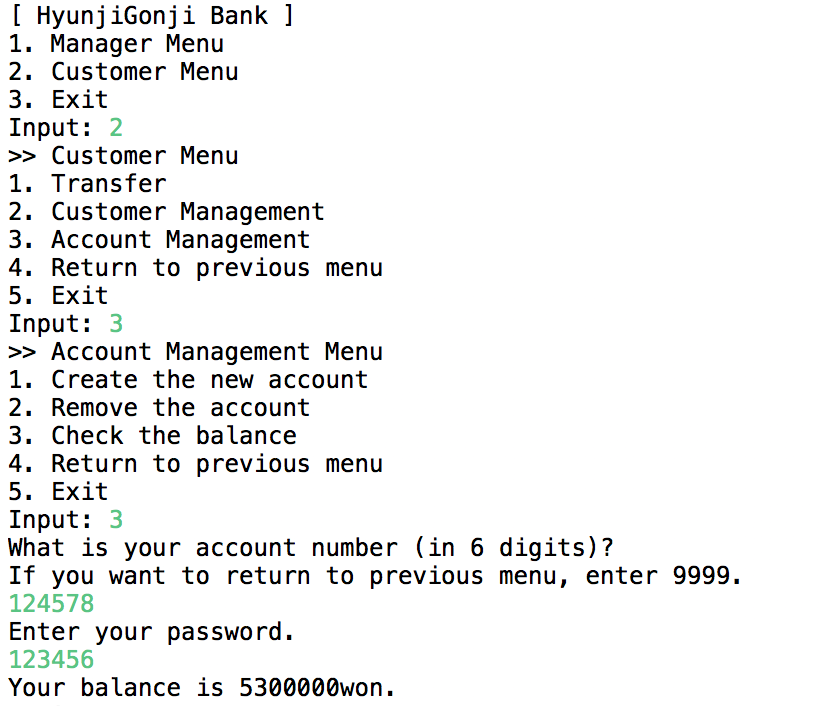 [ HyunjiGonji Bank ]
1. Manager Menu
2. Customer Menu
3. Exit
Input: 2
>> Customer Menu
1. Transfer
2. Customer Management
3. Account Management
4. Return to previous menu
5. Exit
Input: 3
>> Account Management Menu
1. Create the new account
2. Remove the account
3. Check the balance
4. Return to previous menu
5. Exit
Input: 3
What is your account number (in 6 digits)?
If you want to return to previous menu, enter 9999.
124578
Enter your password.
123456
Your balance is 5300000won.